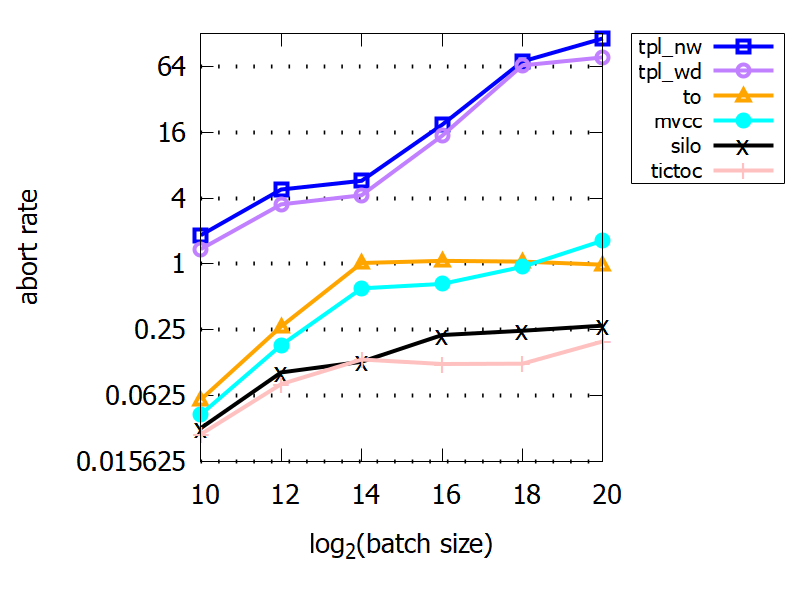 abort rate
64
16
4
1
0.25
0.0625
0.015625
10 12 14 16 18 20
log2(batch size)
tpl_nw
tpl_wd
to
mvcc
silo
tictoc